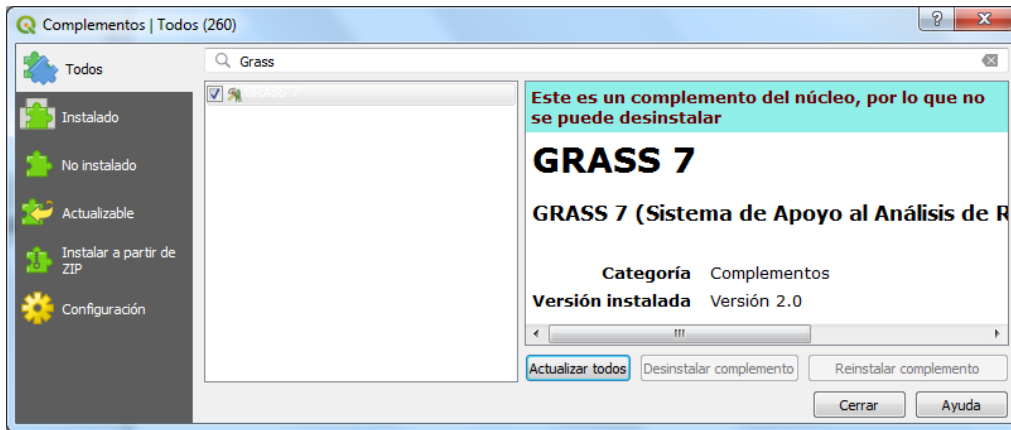 Complementos | Todos (260)
Todos
Instalado
No instalado
Actualizable
Instalar a partir de
ZIP
Configuración
Grass
GRASS 7
Este es un complemento del núcleo, por lo que no
se puede desinstalar
GRASS 7
GRASS 7 (Sistema de Apoyo al Análisis de R
Categoría Complementos
Versión instalada Versión 2.0
Actualizar todos Desinstalar complemento Reinstalar complemento
Cerrar Ayuda